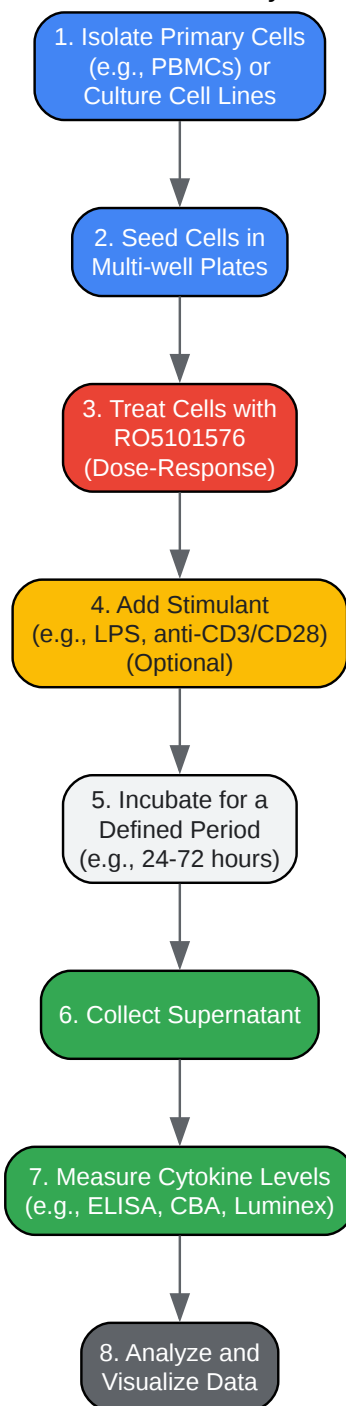 1. Isolate Primary Cells
(e.g., PBMCs) or
Culture Cell Lines
2. Seed Cells in
Multi-well Plates
3. Treat Cells with
RO5101576
(Dose-Response)
4. Add Stimulant
(e.g., LPS, anti-CD3/CD28)
(Optional)
5. Incubate for a
Defined Period
(e.g., 24-72 hours)
6. Collect Supernatant
7. Measure Cytokine Levels
(e.g., ELISA, CBA, Luminex)
8. Analyze and
Visualize Data